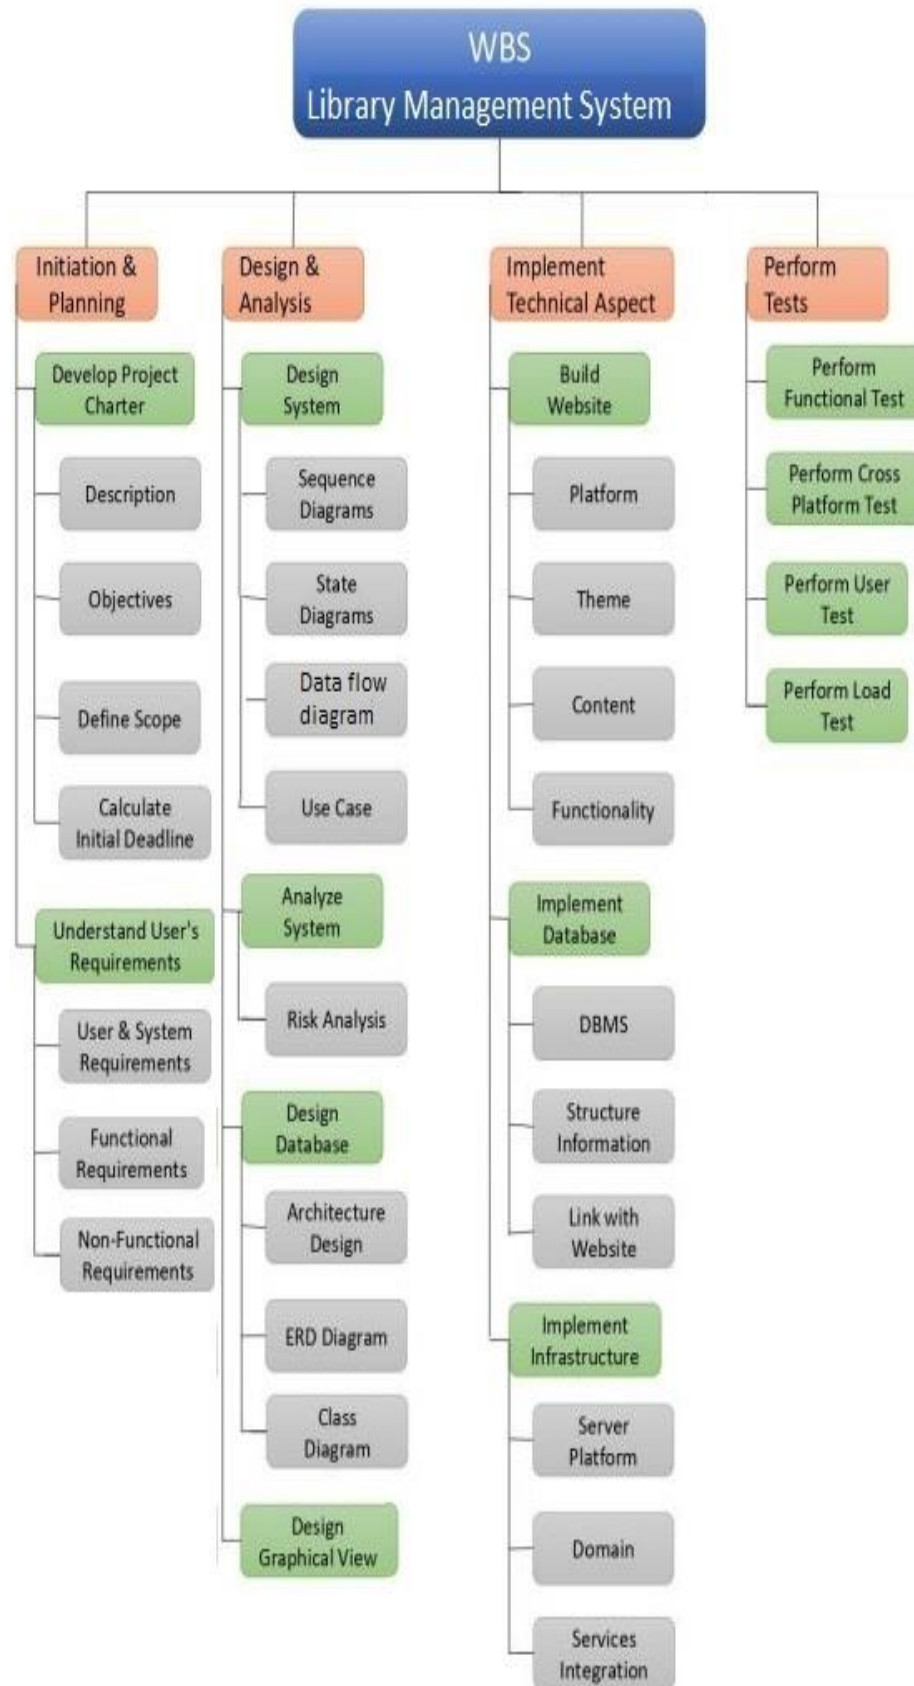 WBS
Library Management System
Initiation &
Planning
Develop Project
Charter
Description
Objectives
Define Scope
Calculate
Initial Deadline
Understand User's
Requirements
User & System
Requirements
Functional
Requirements
Non-Functional
Requirements
Design &
Analysis
Design
System
Sequence
Diagrams
State
Diagrams
Data flow
diagram
Use Case
Analyze
System
Risk Analysis
Design
Database
Architecture
Design
ERD Diagram
Class
Diagram
Design
Graphical View
Implement
Technical Aspect
Build
Website
Platform
Theme
Content
Functionality
Implement
Database
DBMS
Structure
Information
Link with
Website
Implement
Infrastructure
Server
Platform
Domain
Services
Integration
Perform
Tests
Perform
Functional Test
Perform Cross
Platform Test
Perform User
Test
Perform Load
Test